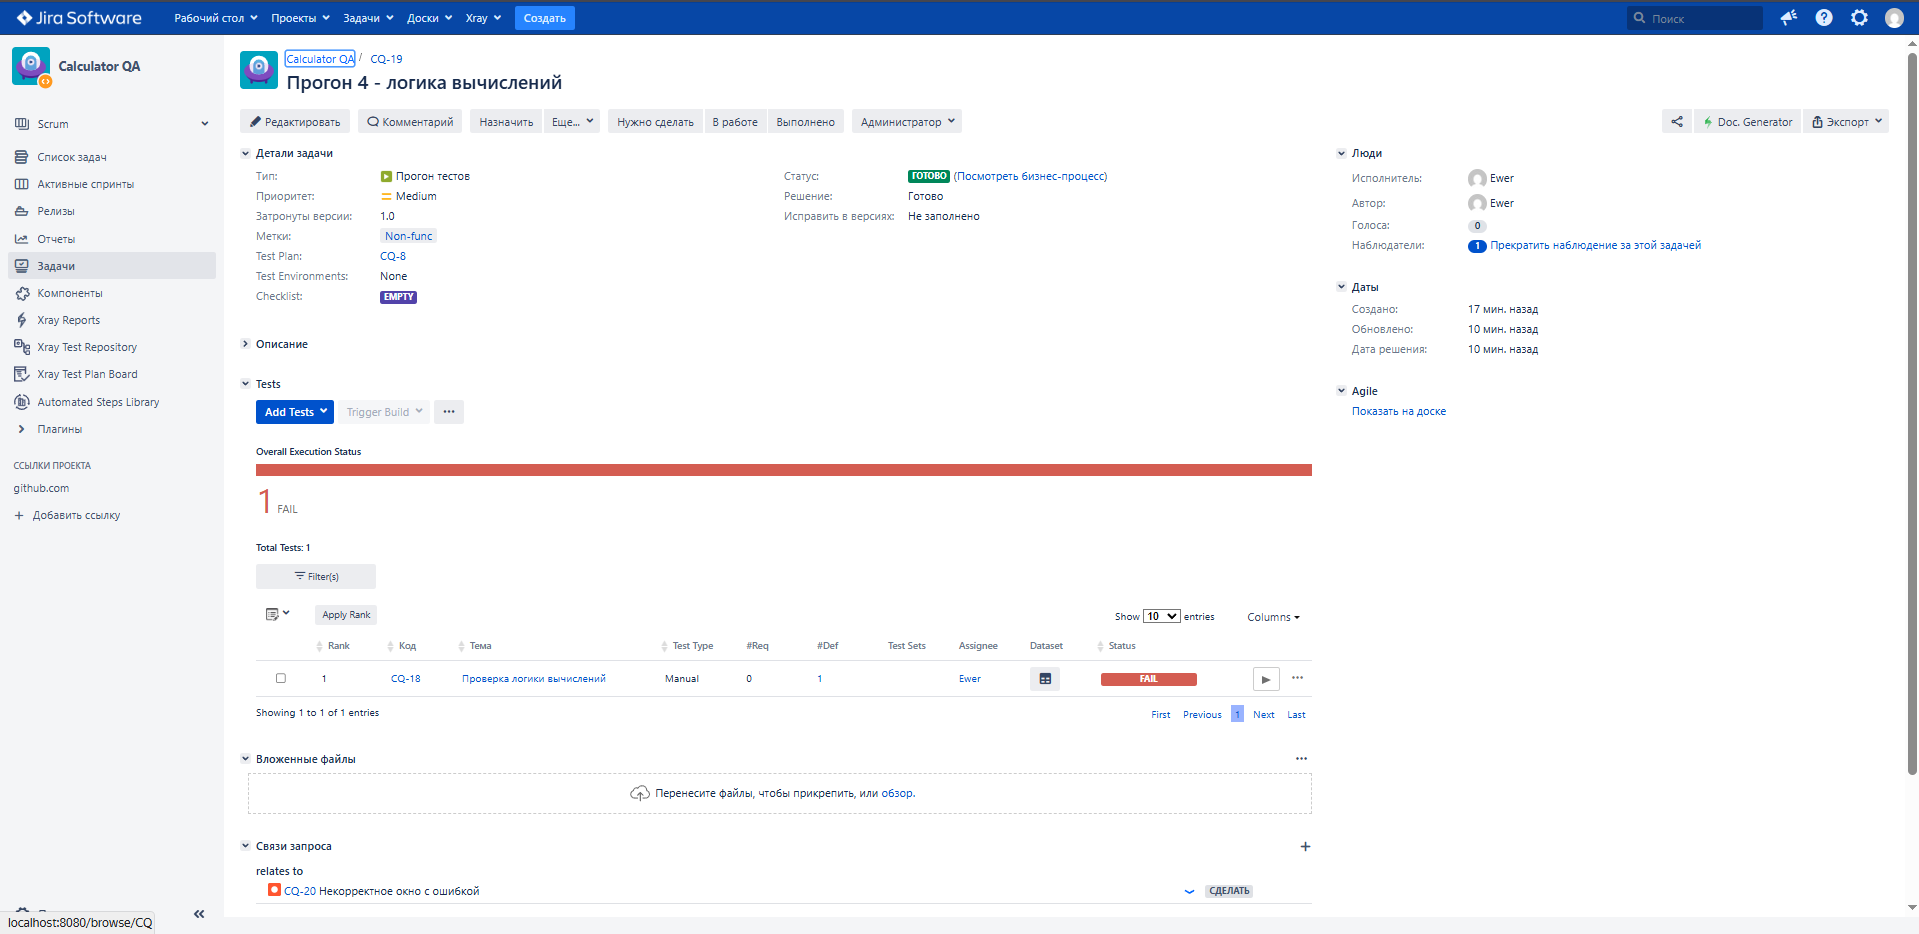 Jira Software Рабочий стол Проекты Задачи Доски Xray Создать Поиск
Calculator QA
Scrum
Список задач
Активные спринты
Релизы
Отчеты
Задачи
Компоненты
Xray Reports
Xray Test Repository
Xray Test Plan Board
Automated Steps Library
Плагины
ССЫЛКИ ПРОЕКТА
github.com
+ Добавить ссылку
localhost:8080/browse/CQ
Calculator QA / CQ-19
Прогон 4 - логика вычислений
Редактировать Комментарий Назначить Еще... Нужно сделать В работе Выполнено Администратор Doc. Generator Экспорт
Детали задачи
Тип: Прогон тестов
Приоритет: Medium
Затронуты версии: 1.0
Метки: Non-func
Test Plan: CQ-8
Test Environments: None
Checklist: EMPTY
Статус: ГОТОВО (Посмотреть бизнес-процесс)
Решение: Готово
Исправить в версиях: Не заполнено
Описание
Tests
Add Tests Trigger Build ...
Overall Execution Status
1 FAIL
Total Tests: 1
Filter(s)
Apply Rank Show 10 entries Columns
Rank Код Тема Test Type #Req #Def Test Sets Assignee Dataset Status
1 CQ-18 Проверка логики вычислений Manual 0 1 Ewer FAIL
Showing 1 to 1 of 1 entries First Previous 1 Next Last
Вложенные файлы
Перенесите файлы, чтобы прикрепить, или обзор.
Связи запроса
relates to
CQ-20 Некорректное окно с ошибкой СДЕЛАТЬ
Люди
Исполнитель: Ewer
Автор: Ewer
Голоса: 0
Наблюдатели: 1 Прекратить наблюдение за этой задачей
Даты
Создано: 17 мин. назад
Обновлено: 10 мин. назад
Дата решения: 10 мин. назад
Agile
Показать на доске